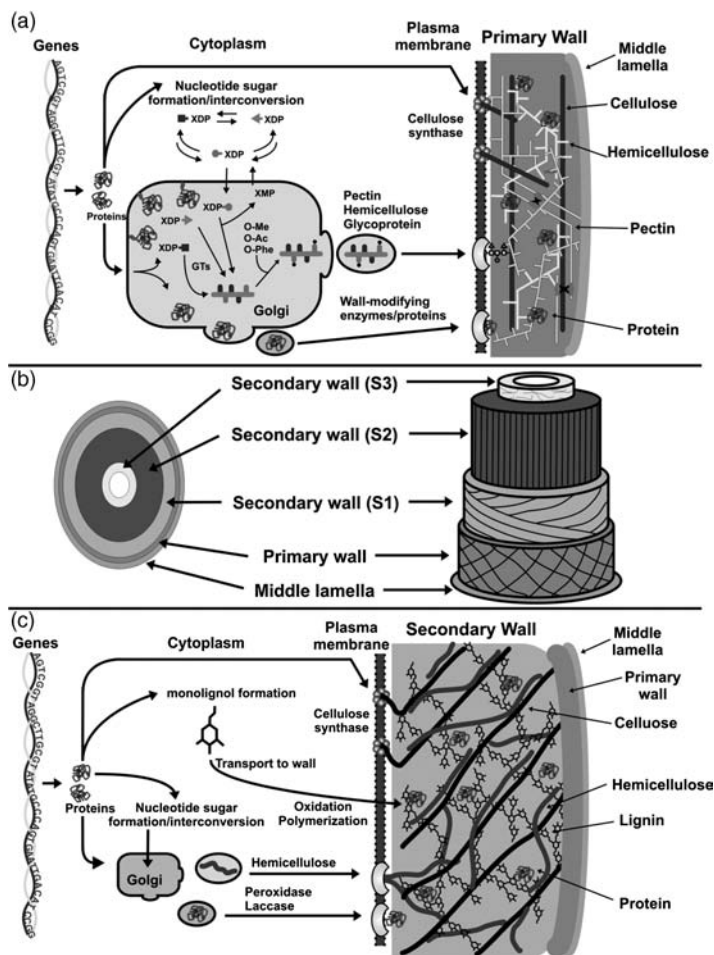 (a)
Genes
Cytoplasm
Plasma
membrane
Primary Wall
Middle
lamella
Nucleotide sugar
formation/interconversion
XDP
XDP
XDP
Cellulose
synthase
Cellulose
Hemicellulose
Proteins
XDP
XDP
XMP
XDP
O-Me
O-Ac
O-Phe
GTs
Golgi
Pectin
Hemicellulose
Glycoprotein
Pectin
Wall-modifying
enzymes/proteins
Protein
(b)
Secondary wall (S3)
Secondary wall (S2)
Secondary wall (S1)
Primary wall
Middle lamella
(c)
Genes
Cytoplasm
Plasma
membrane
Secondary Wall
Middle
lamella
Primary
wall
monolignol formation
Cellulose
synthase
Celluose
Transport to wall
Proteins
Nucleotide sugar
formation/interconversion
Oxidation
Polymerization
Hemicellulose
Lignin
Golgi
Hemicellulose
Peroxidase
Laccase
Protein